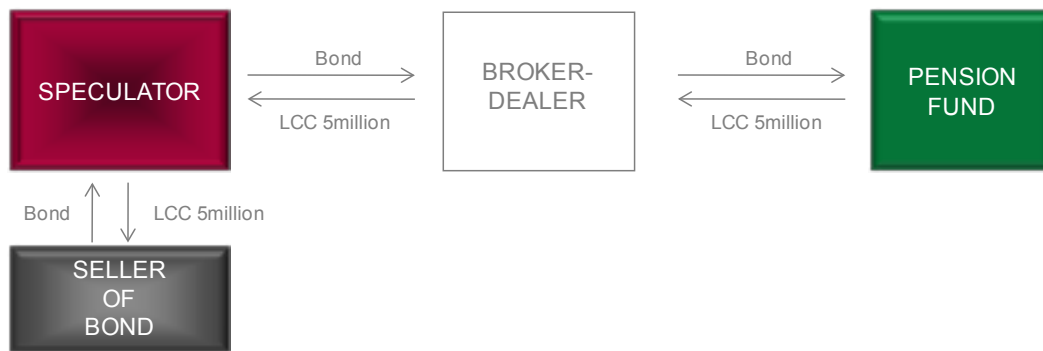 SPECULATOR
Bond
LCC 5million
BROKER-
DEALER
Bond
LCC 5million
PENSION
FUND
Bond
LCC 5million
SELLER
OF
BOND